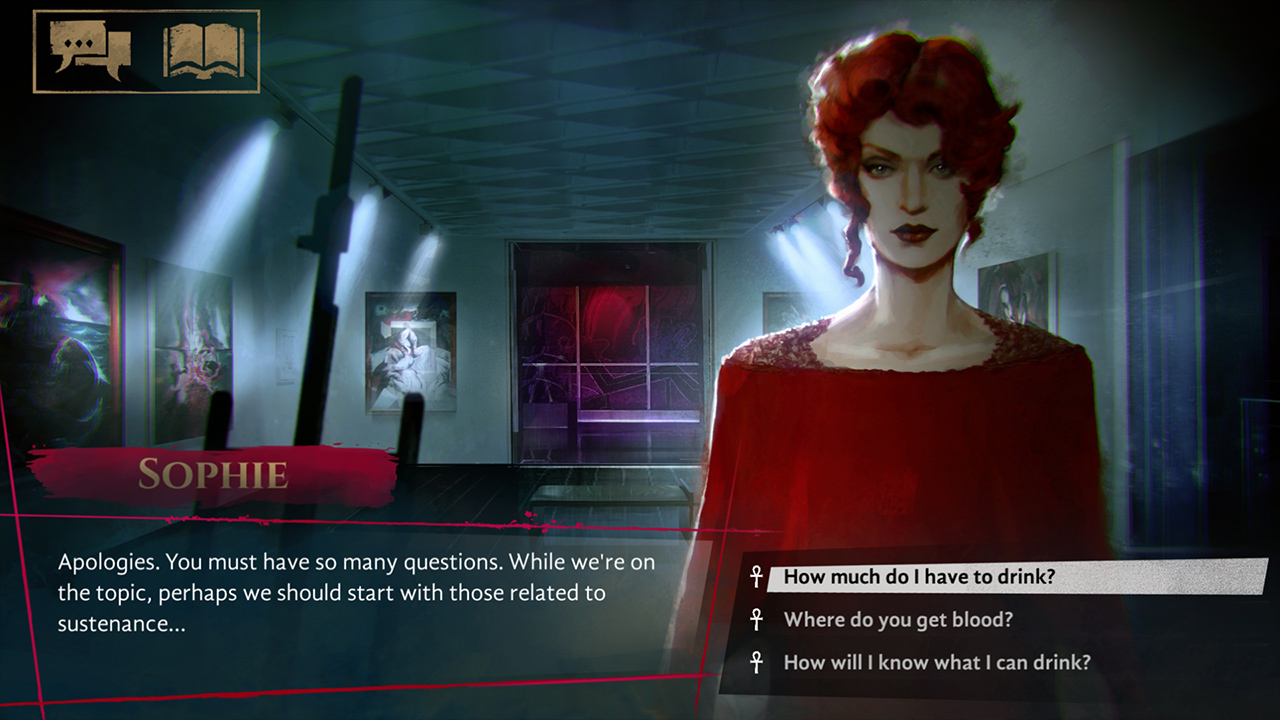 Sophie
Apologies. You must have so many questions. While we're on
the topic, perhaps we should start with those related to
sustenance...
How much do I have to drink?
Where do you get blood?
How will I know what I can drink?